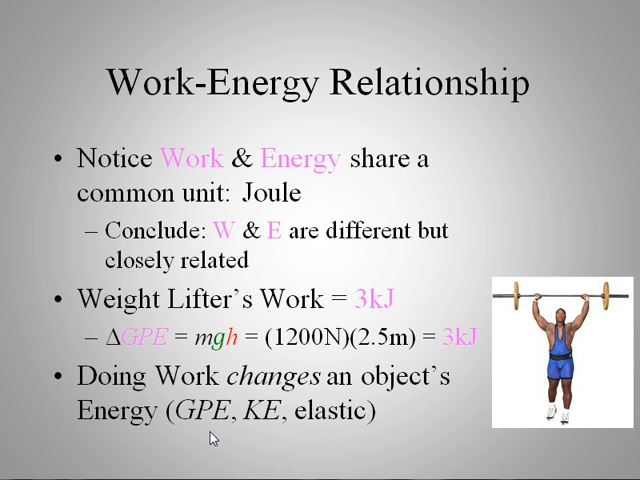 Work-Energy Relationship
• Notice Work & Energy share a
common unit: Joule
– Conclude: W & E are different but
closely related
• Weight Lifter’s Work = 3kJ
– ΔGPE = mgh = (1200N)(2.5m) = 3kJ
• Doing Work changes an object’s
Energy (GPE, KE, elastic)